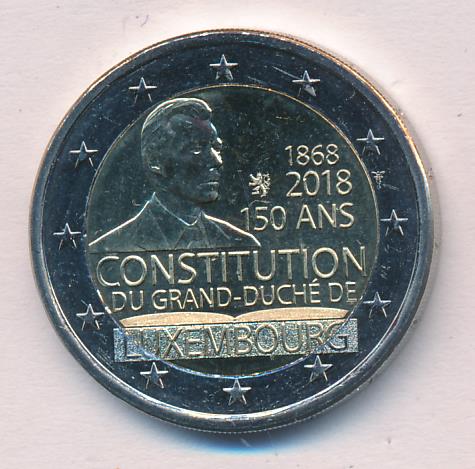 1868
2018
150 ANS
CONSTITUTION
DU GRAND-DUCHÉ DE
LUXEMBOURG